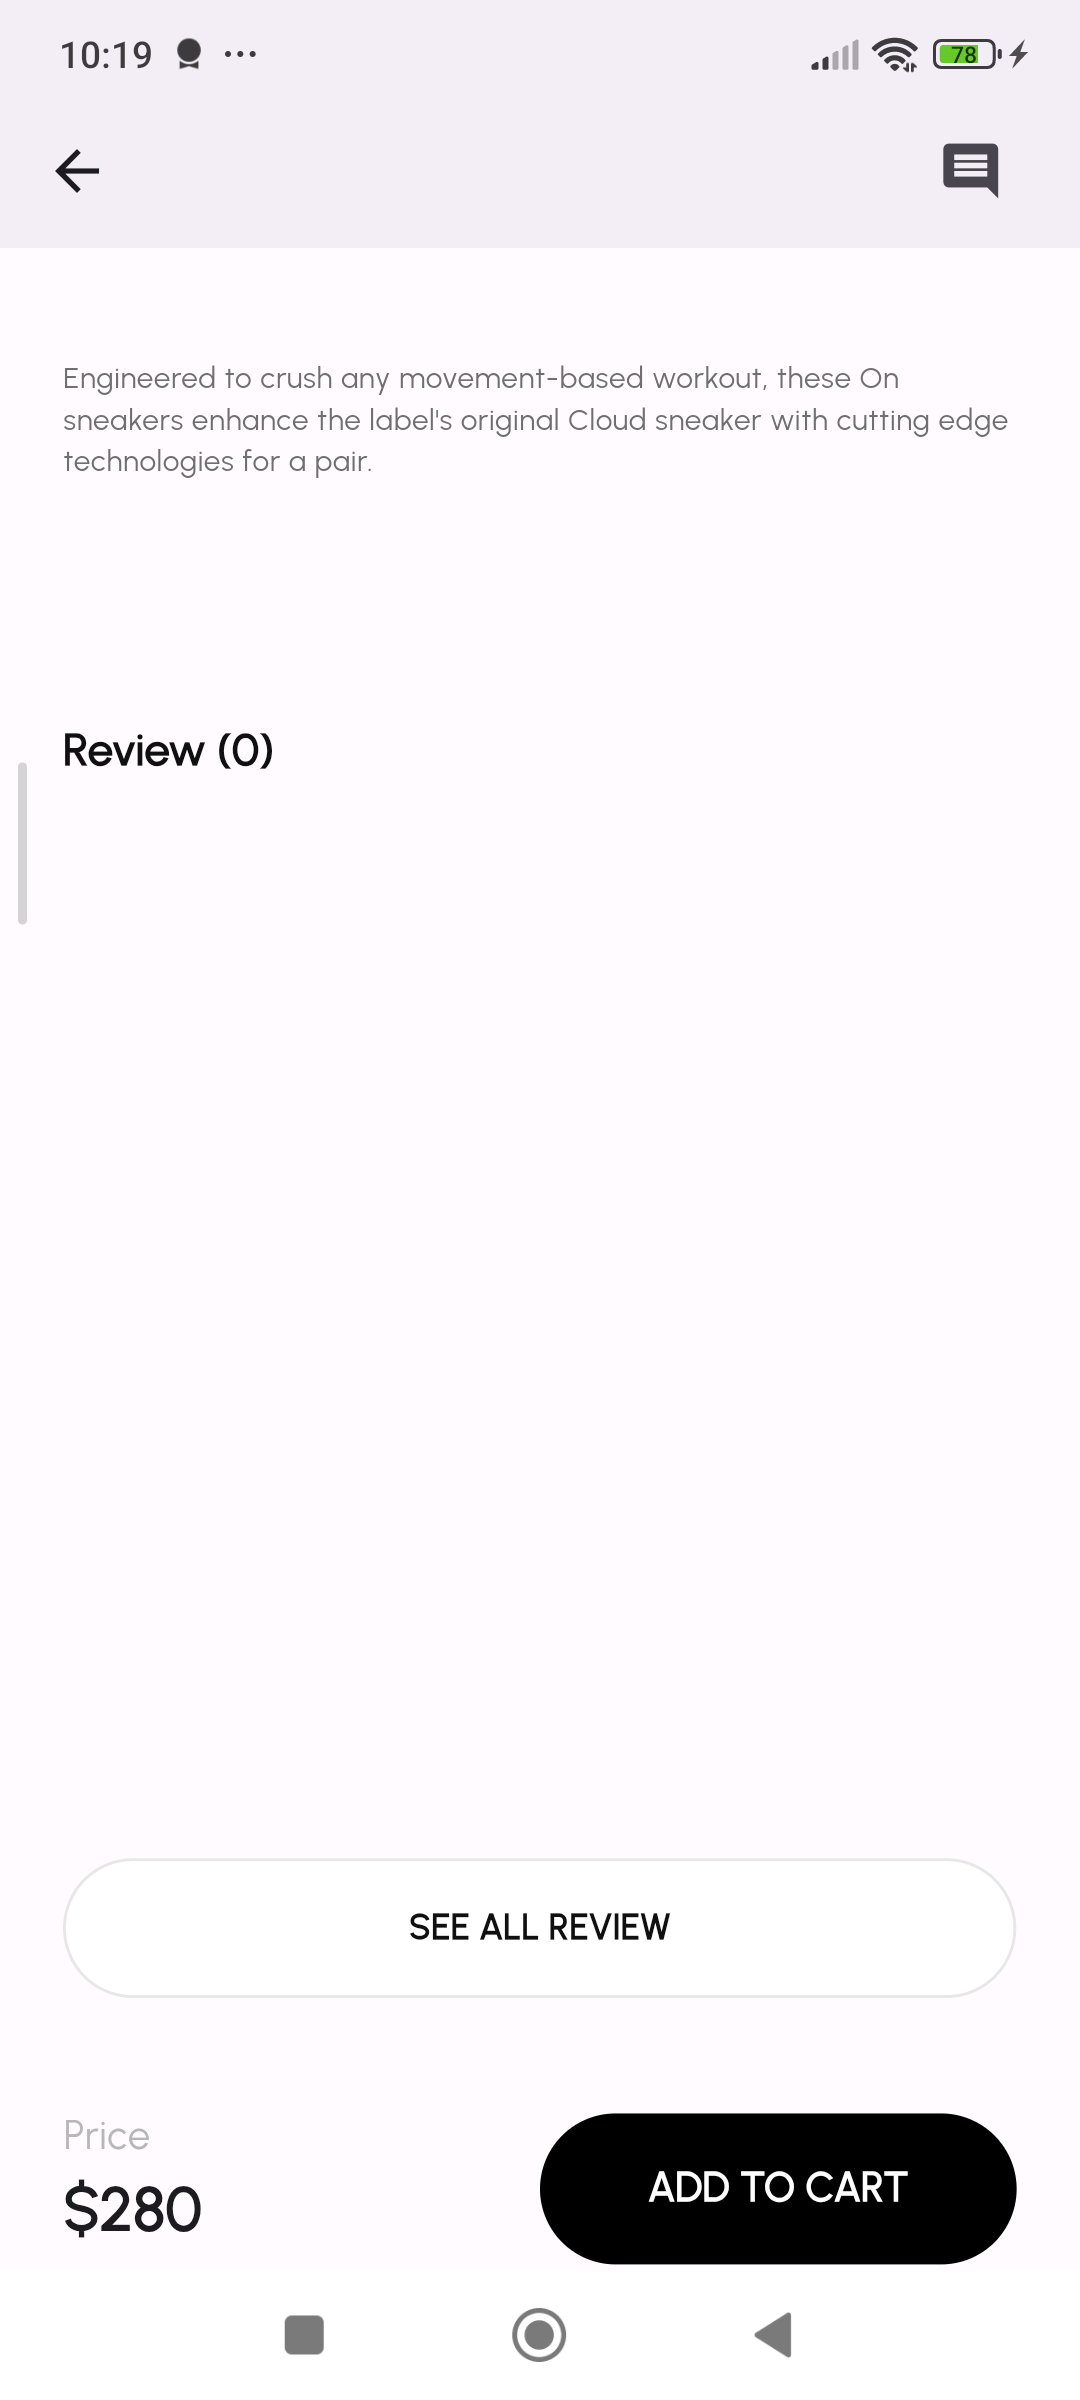 10:19
78
Engineered to crush any movement-based workout, these On
sneakers enhance the label's original Cloud sneaker with cutting edge
technologies for a pair.
Review (0)
SEE ALL REVIEW
Price
$280
ADD TO CART